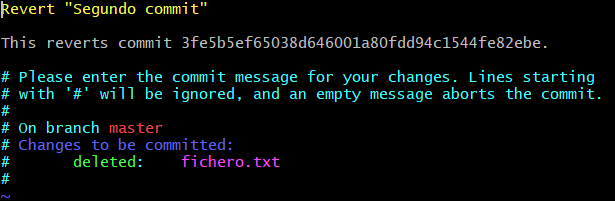 Revert "Segundo commit"
This reverts commit 3fe5b5ef65038d646001a80fdd94c1544fe82ebe.
# Please enter the commit message for your changes. Lines starting
# with '#' will be ignored, and an empty message aborts the commit.
#
# On branch master
# Changes to be committed:
#       deleted:    fichero.txt
#
~